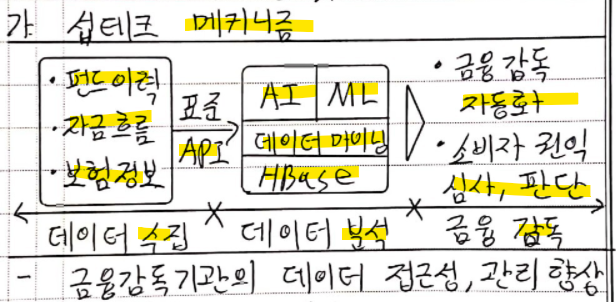 가. 섭테크 메커니즘
· 펀드이력
· 자금흐름
· 보험정보
표준
API
AI ML
데이터 마이닝
HBase
· 금융 감독
자동화
· 소비자 권익
심사, 판단
데이터 수집 데이터 분석 금융 감독
- 금융감독기관의 데이터 접근성, 관리 향상